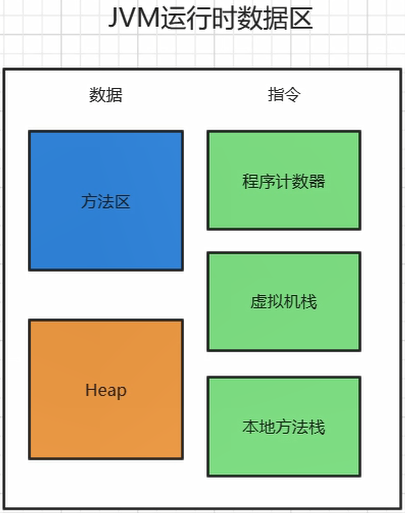 JVM运行时数据区
数据
指令
方法区
程序计数器
虚拟机栈
Heap
本地方法栈